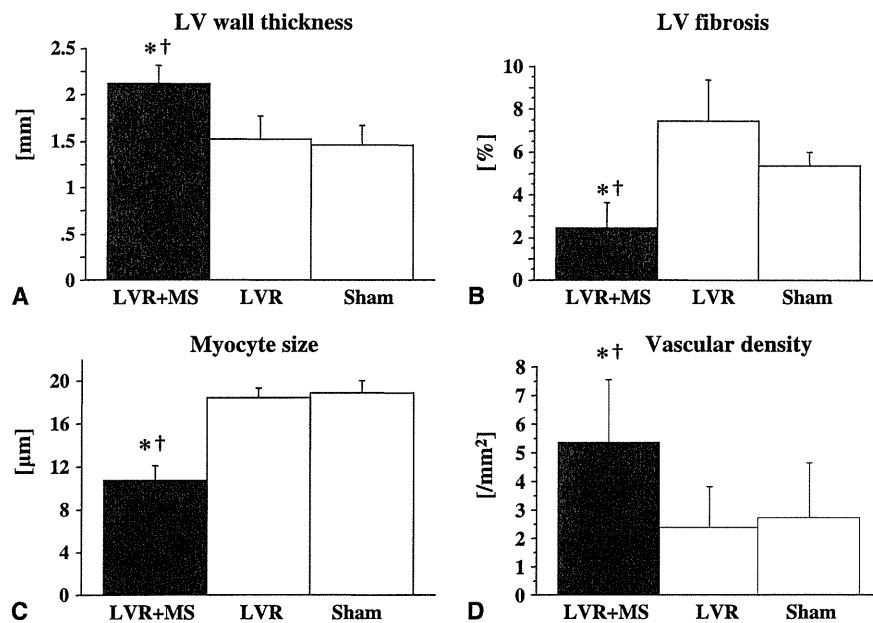 LV wall thickness
2.5
2
1.5
1
.5
0
[mm]
*†
A
LVR+MS LVR Sham
LV fibrosis
10
8
6
4
2
0
[%]
*†
B
LVR+MS LVR Sham
Myocyte size
20
16
12
8
4
0
[μm]
*†
C
LVR+MS LVR Sham
Vascular density
8
7
6
5
4
3
2
1
0
[/mm²]
*†
D
LVR+MS LVR Sham